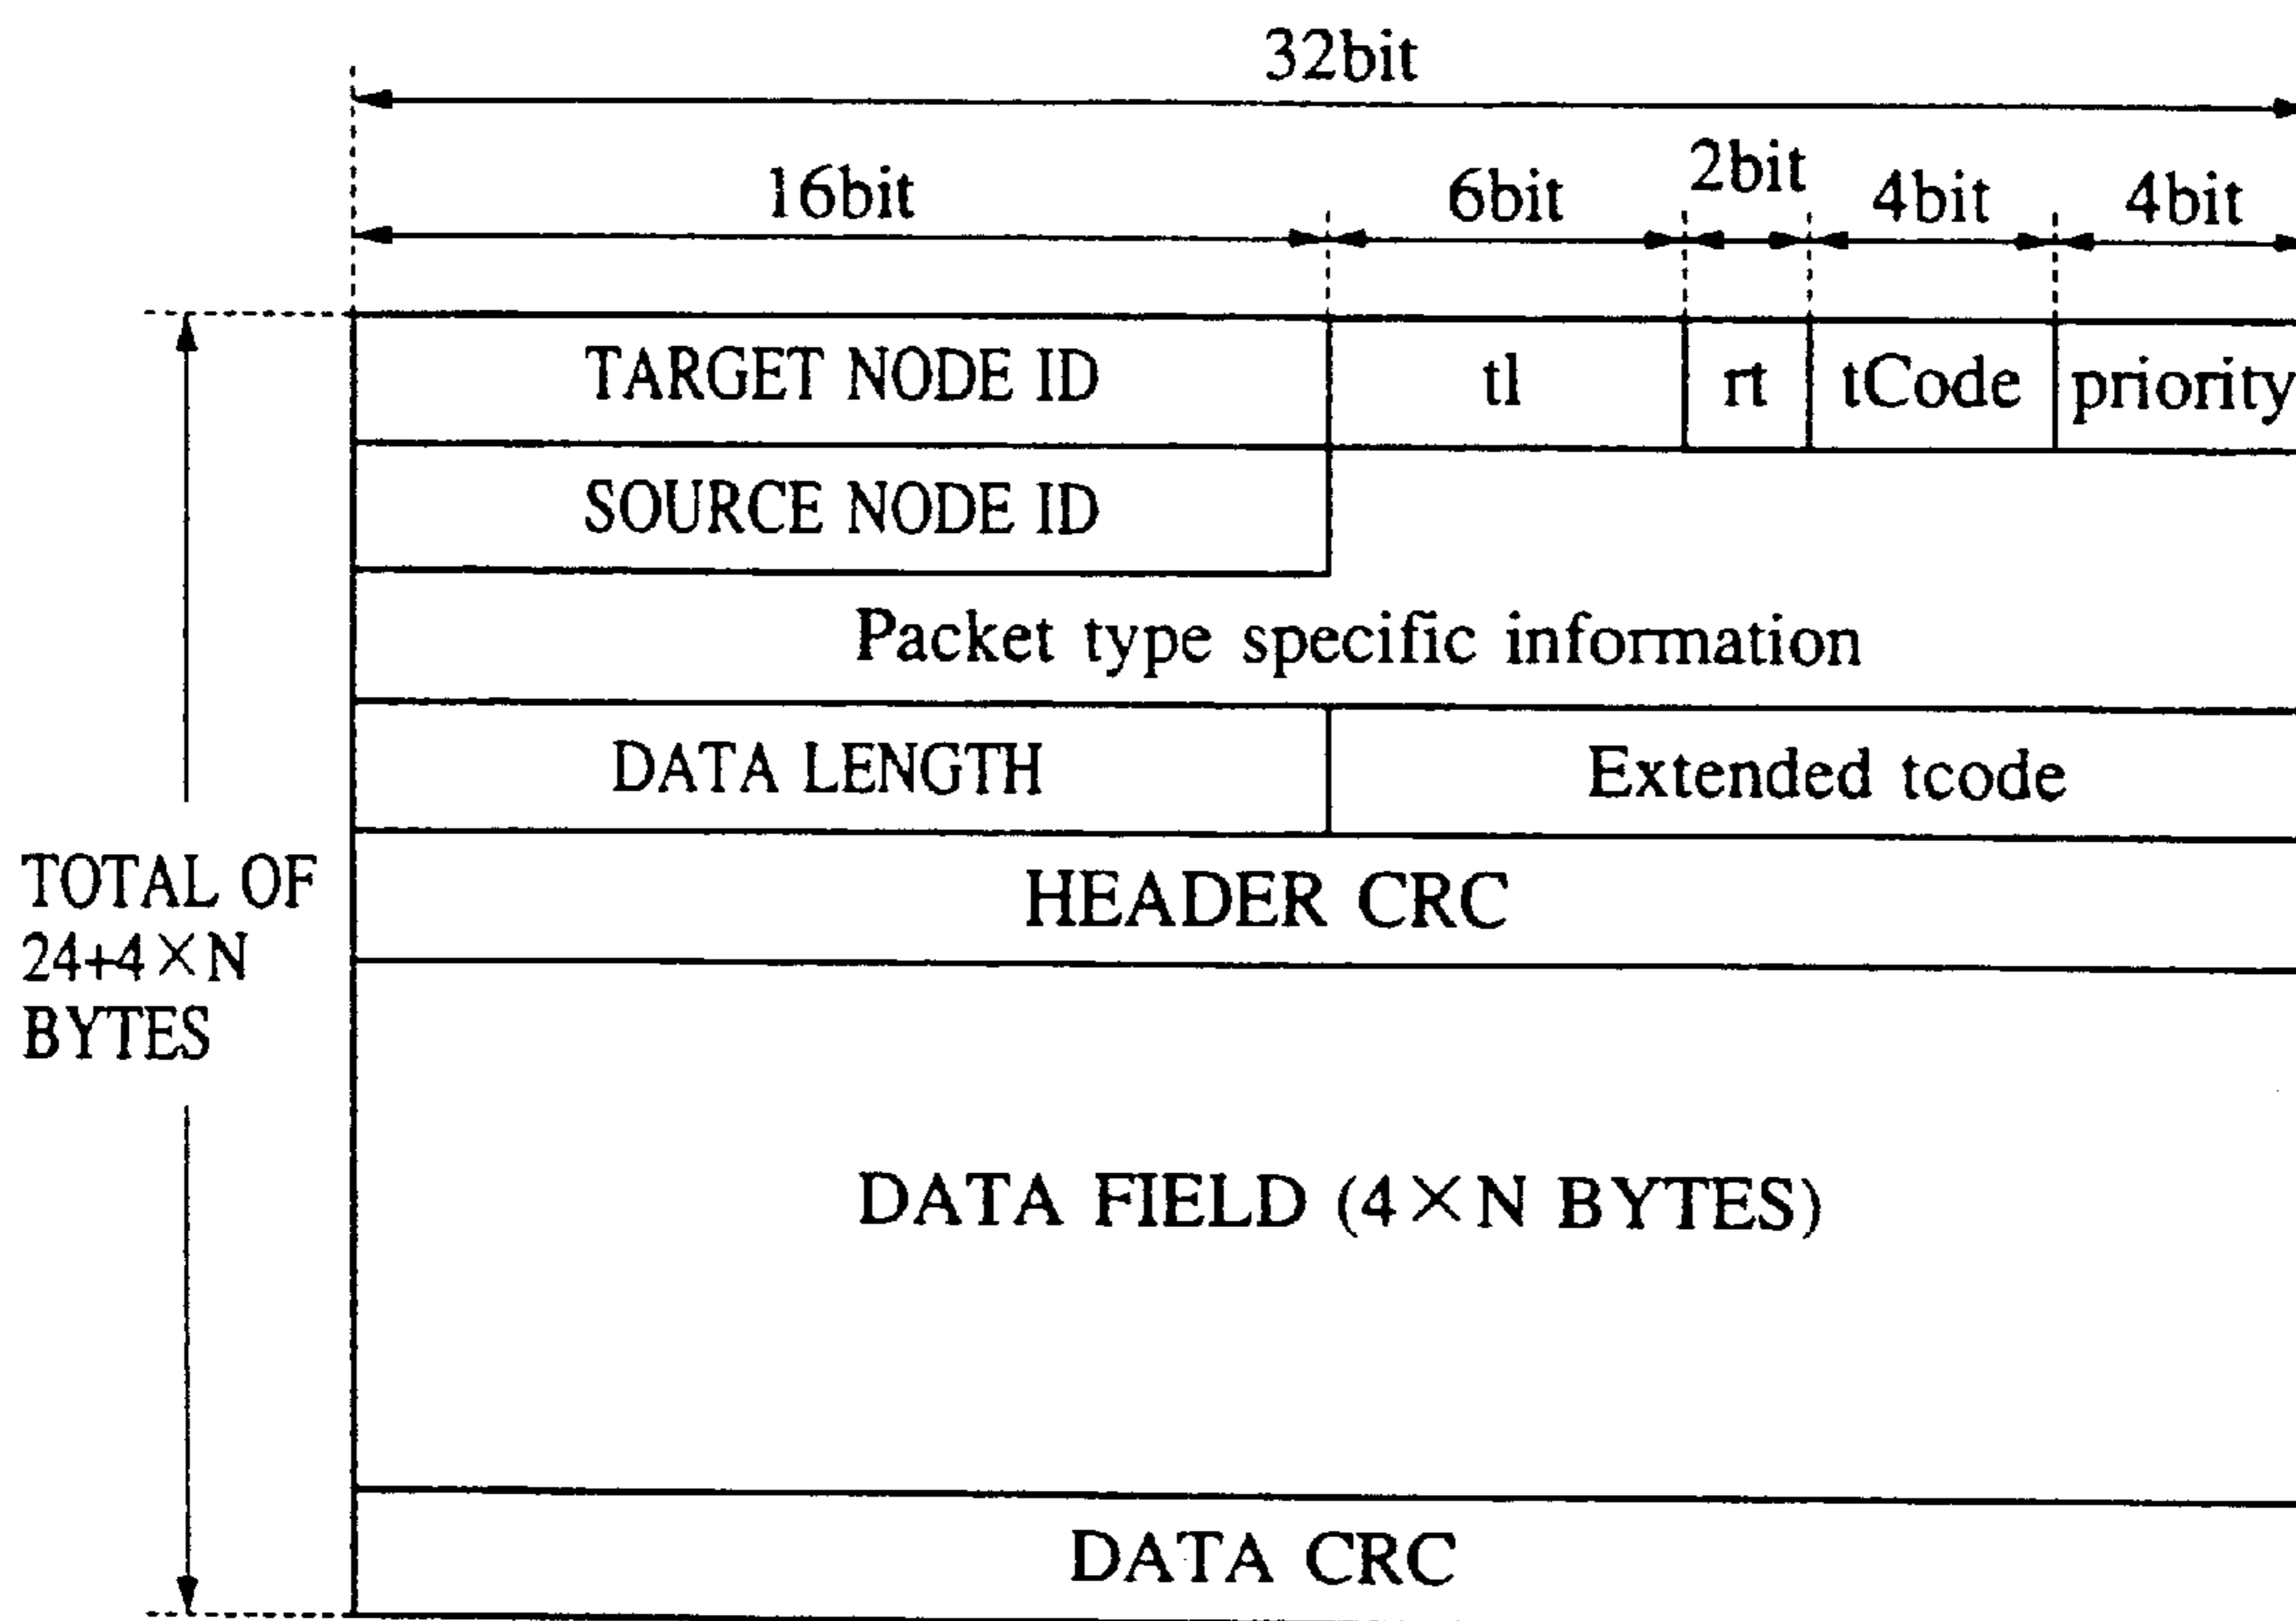 32bit
16bit 6bit 2bit 4bit 4bit
TARGET NODE ID tl rt tCode priority
SOURCE NODE ID
Packet type specific information
DATA LENGTH Extended tcode
HEADER CRC
TOTAL OF
24+4×N
BYTES
DATA FIELD (4×N BYTES)
DATA CRC